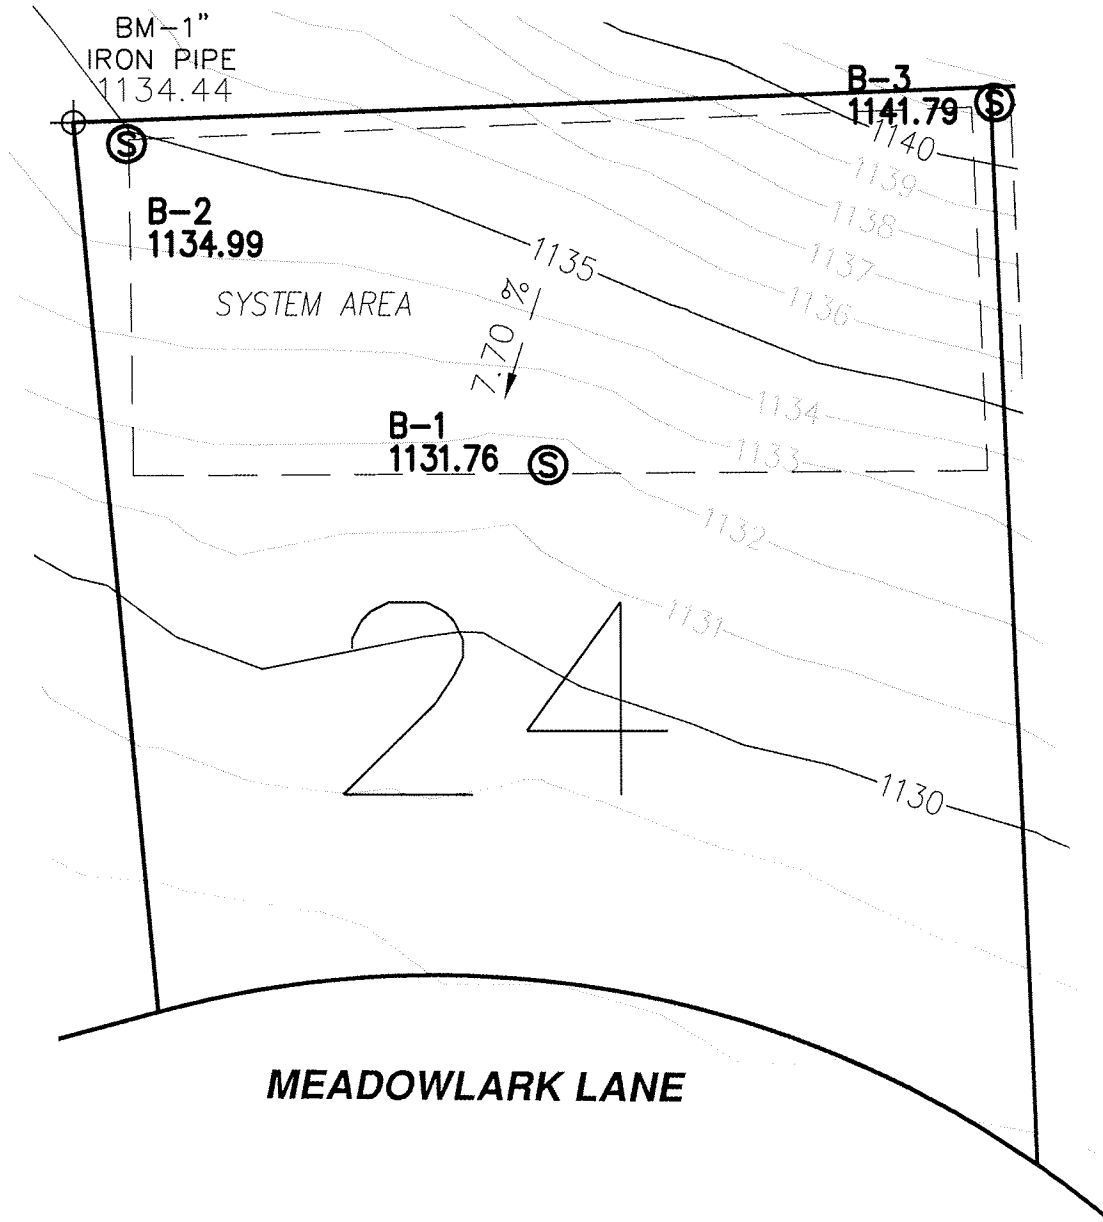 BM-1"
IRON PIPE
1134.44
B-3
1141.79
S
S
1140
1139
B-2
1134.99
1138
1135
1137
1136
SYSTEM AREA
7.70 %
1134
B-1
1131.76
S
1133
1132
1131
24
1130
MEADOWLARK LANE